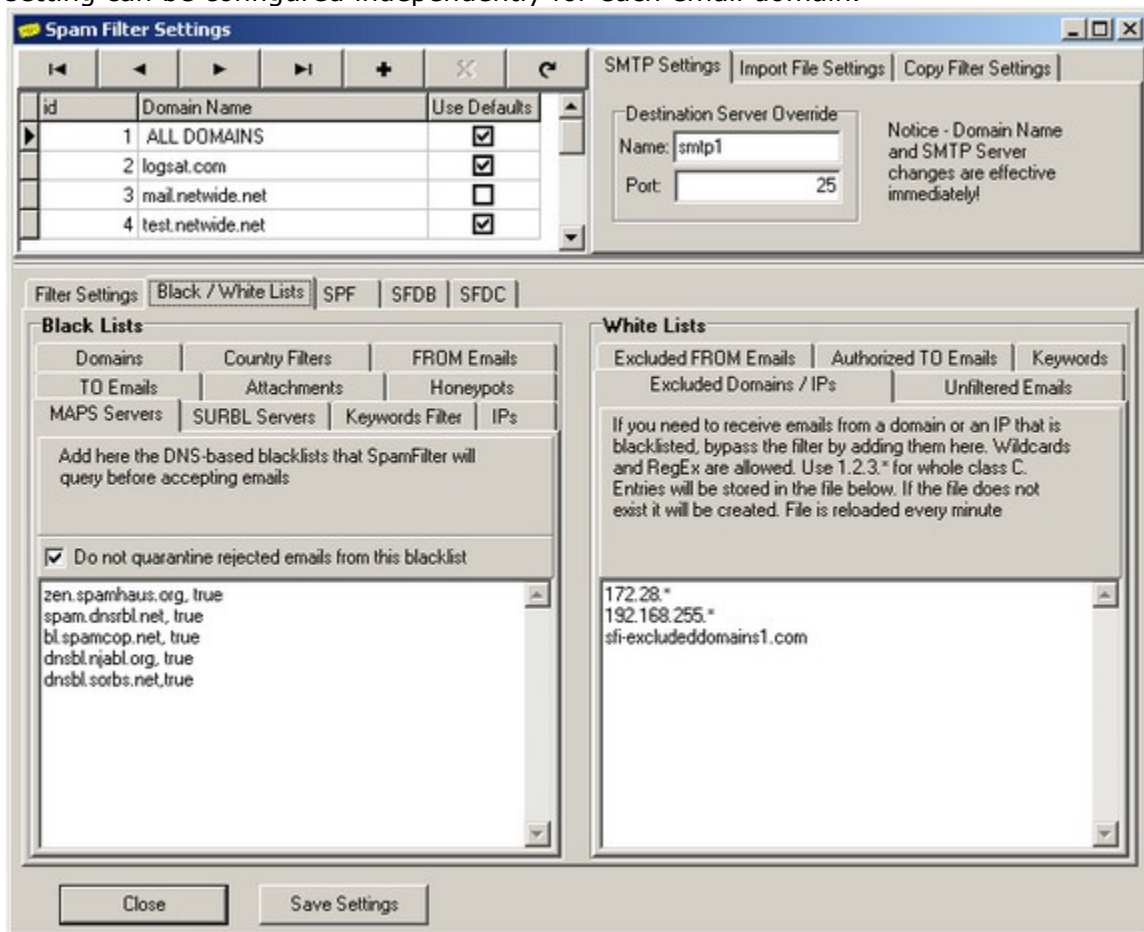 setting can be configured independently for each email domain.
Spam Filter Settings
id Domain Name Use Defaults
1 ALL DOMAINS
2 logsat.com
3 mail.netwide.net
4 test.netwide.net
SMTP Settings Import File Settings Copy Filter Settings
Destination Server Override
Name: smtp1
Port: 25
Notice - Domain Name
and SMTP Server
changes are effective
immediately!
Filter Settings Black / White Lists SPF SFDB SFDC
Black Lists
Domains Country Filters FROM Emails
TO Emails Attachments Honeypots
MAPS Servers SURBL Servers Keywords Filter IPs
Add here the DNS-based blacklists that SpamFilter will
query before accepting emails
Do not quarantine rejected emails from this blacklist
zen.spamhaus.org, true
spam.dnsrbl.net, true
bl.spamcop.net, true
dnsbl.njabl.org, true
dnsbl.sorbs.net,true
White Lists
Excluded FROM Emails Authorized TO Emails Keywords
Excluded Domains / IPs Unfiltered Emails
If you need to receive emails from a domain or an IP that is
blacklisted, bypass the filter by adding them here. Wildcards
and RegEx are allowed. Use 1.2.3.* for whole class C.
Entries will be stored in the file below. If the file does not
exist it will be created. File is reloaded every minute
172.28.*
192.168.255.*
sfi-excludeddomains1.com
Close Save Settings